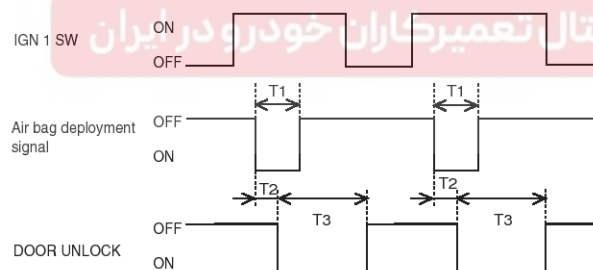 تال تعمیرکاران خودرو در ایران
IGN 1 SW
ON
OFF
T1
T1
Air bag deployment
signal
OFF
ON
T2
T3
T2
T3
DOOR UNLOCK
OFF
ON